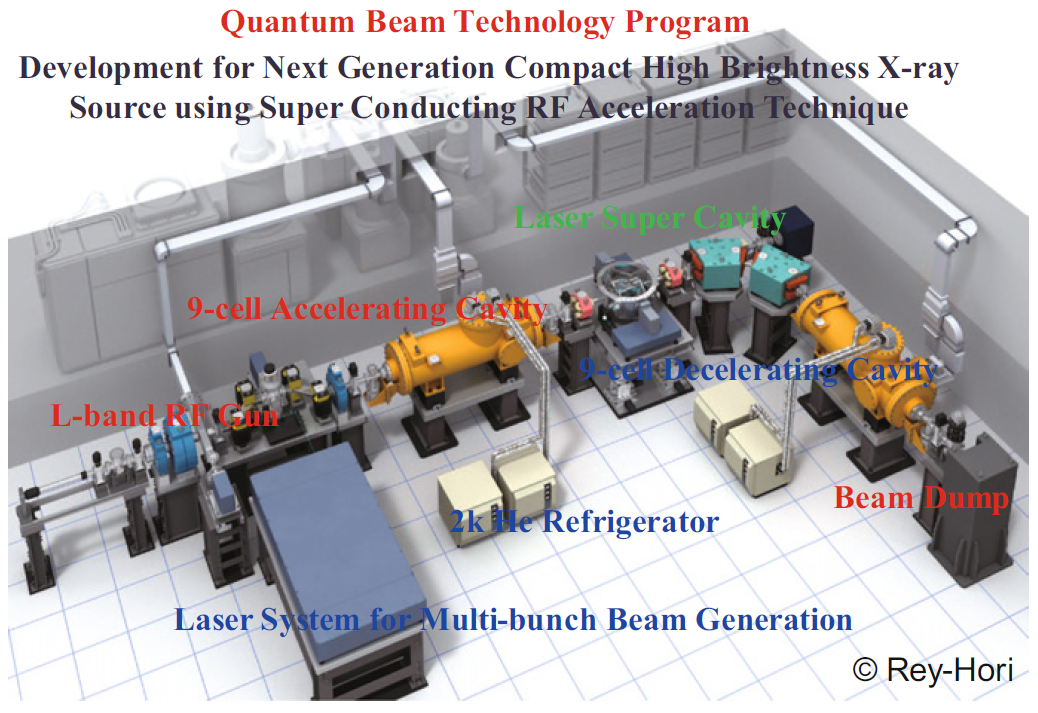 Quantum Beam Technology Program
Development for Next Generation Compact High Brightness X-ray
Source using Super Conducting RF Acceleration Technique
Laser Super Cavity
9-cell Accelerating Cavity
9-cell Decelerating Cavity
L-band RF Gun
Beam Dump
2k He Refrigerator
Laser System for Multi-bunch Beam Generation
© Rey-Hori